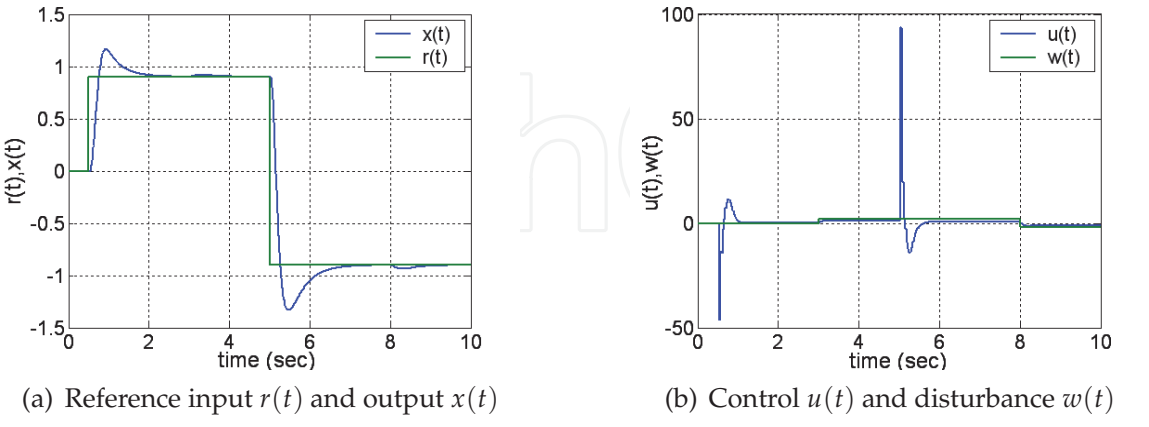 1.5
1
0.5
0
-0.5
-1
-1.5
0 2 4 6 8 10
r(t),x(t)
time (sec)
x(t)
r(t)
(a) Reference input r(t) and output x(t)
100
50
0
-50
0 2 4 6 8 10
u(t),w(t)
time (sec)
u(t)
w(t)
(b) Control u(t) and disturbance w(t)